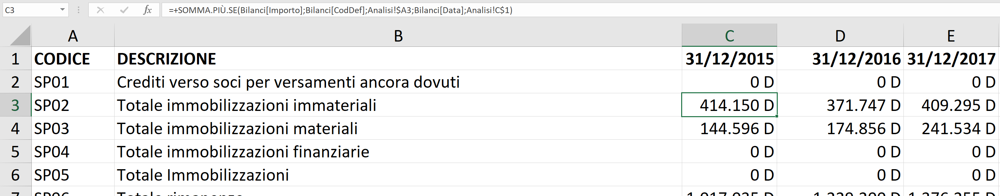 C3 fx =+SOMMA.PIÙ.SE(Bilanci[Importo];Bilanci[CodDef];Analisi!$A3;Bilanci[Data];Analisi!C$1)
A B C D E
1 CODICE DESCRIZIONE 31/12/2015 31/12/2016 31/12/2017
2 SP01 Crediti verso soci per versamenti ancora dovuti 0 D 0 D 0 D
3 SP02 Totale immobilizzazioni immateriali 414.150 D 371.747 D 409.295 D
4 SP03 Totale immobilizzazioni materiali 144.596 D 174.856 D 241.534 D
5 SP04 Totale immobilizzazioni finanziarie 0 D 0 D 0 D
6 SP05 Totale Immobilizzazioni 0 D 0 D 0 D
7 SP06 Totale rimanenze